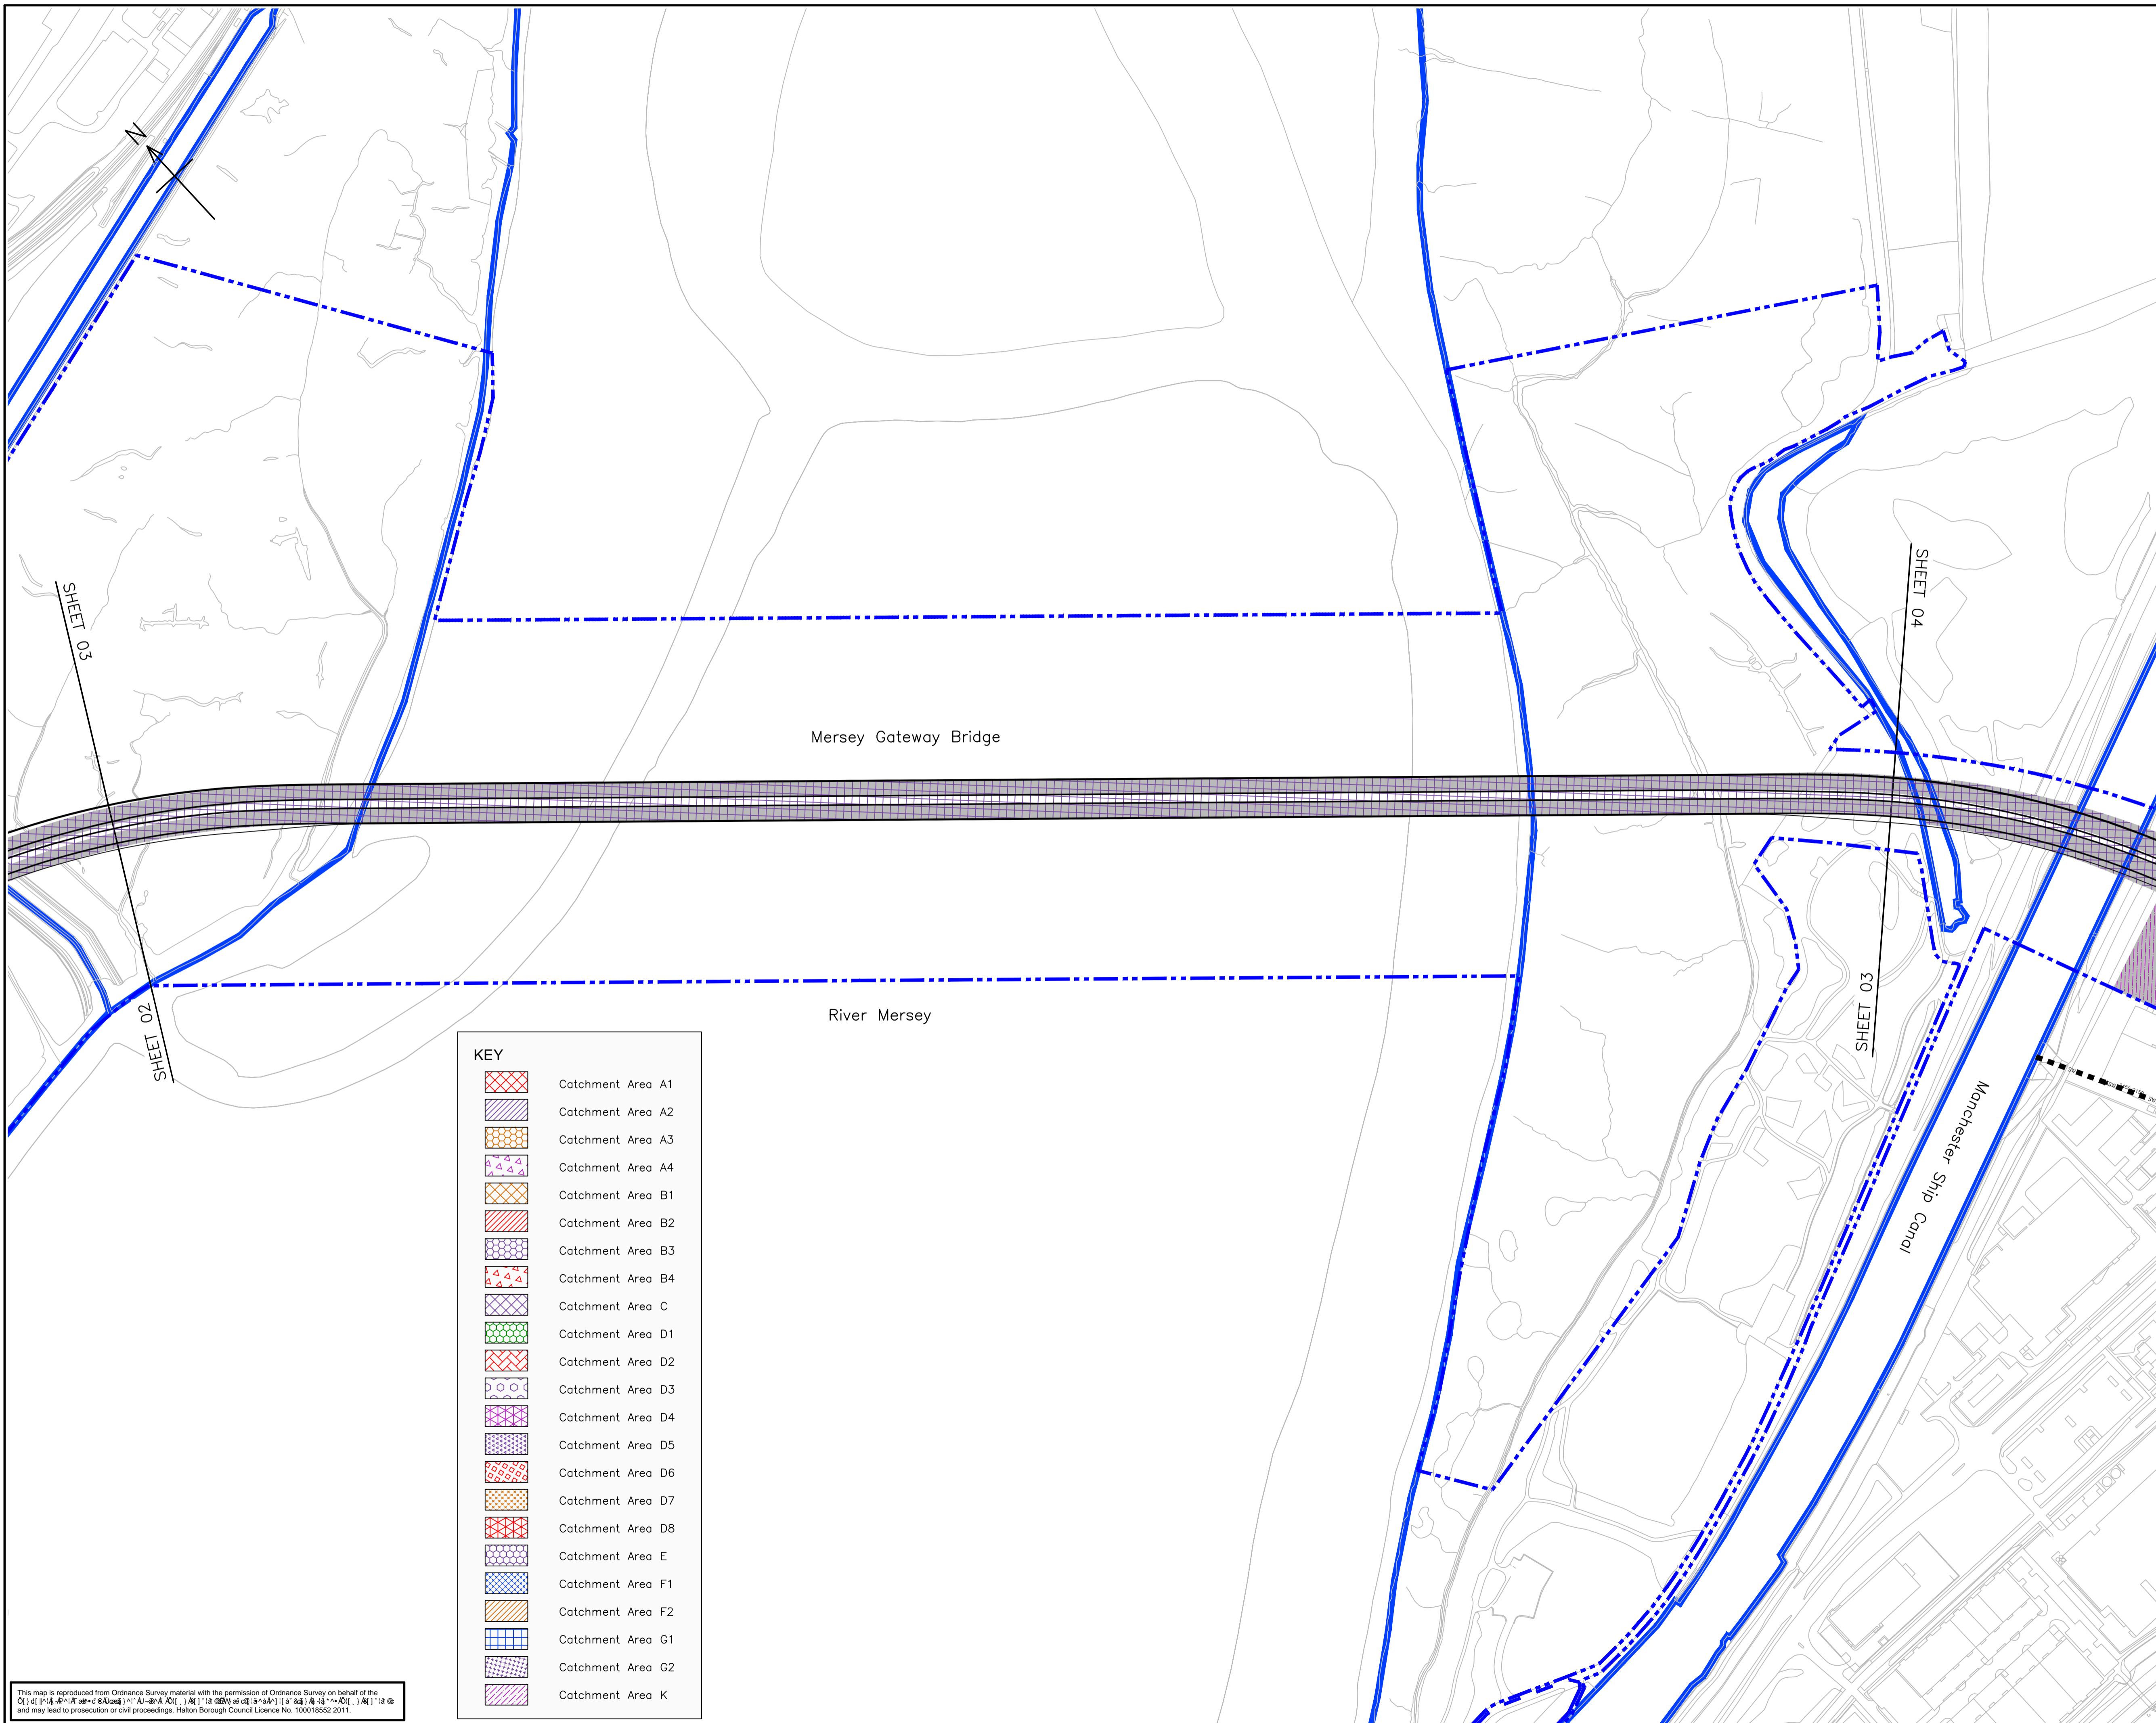 N
SHEET 03
SHEET 04
Mersey Gateway Bridge
SHEET 02
SHEET 03
River Mersey
Manchester Ship Canal
KEY
Catchment Area A1
Catchment Area A2
Catchment Area A3
Catchment Area A4
Catchment Area B1
Catchment Area B2
Catchment Area B3
Catchment Area B4
Catchment Area C
Catchment Area D1
Catchment Area D2
Catchment Area D3
Catchment Area D4
Catchment Area D5
Catchment Area D6
Catchment Area D7
Catchment Area D8
Catchment Area E
Catchment Area F1
Catchment Area F2
Catchment Area G1
Catchment Area G2
Catchment Area K
This map is reproduced from Ordnance Survey material with the permission of Ordnance Survey on behalf of the
and may lead to prosecution or civil proceedings. Halton Borough Council Licence No. 100018552 2011.